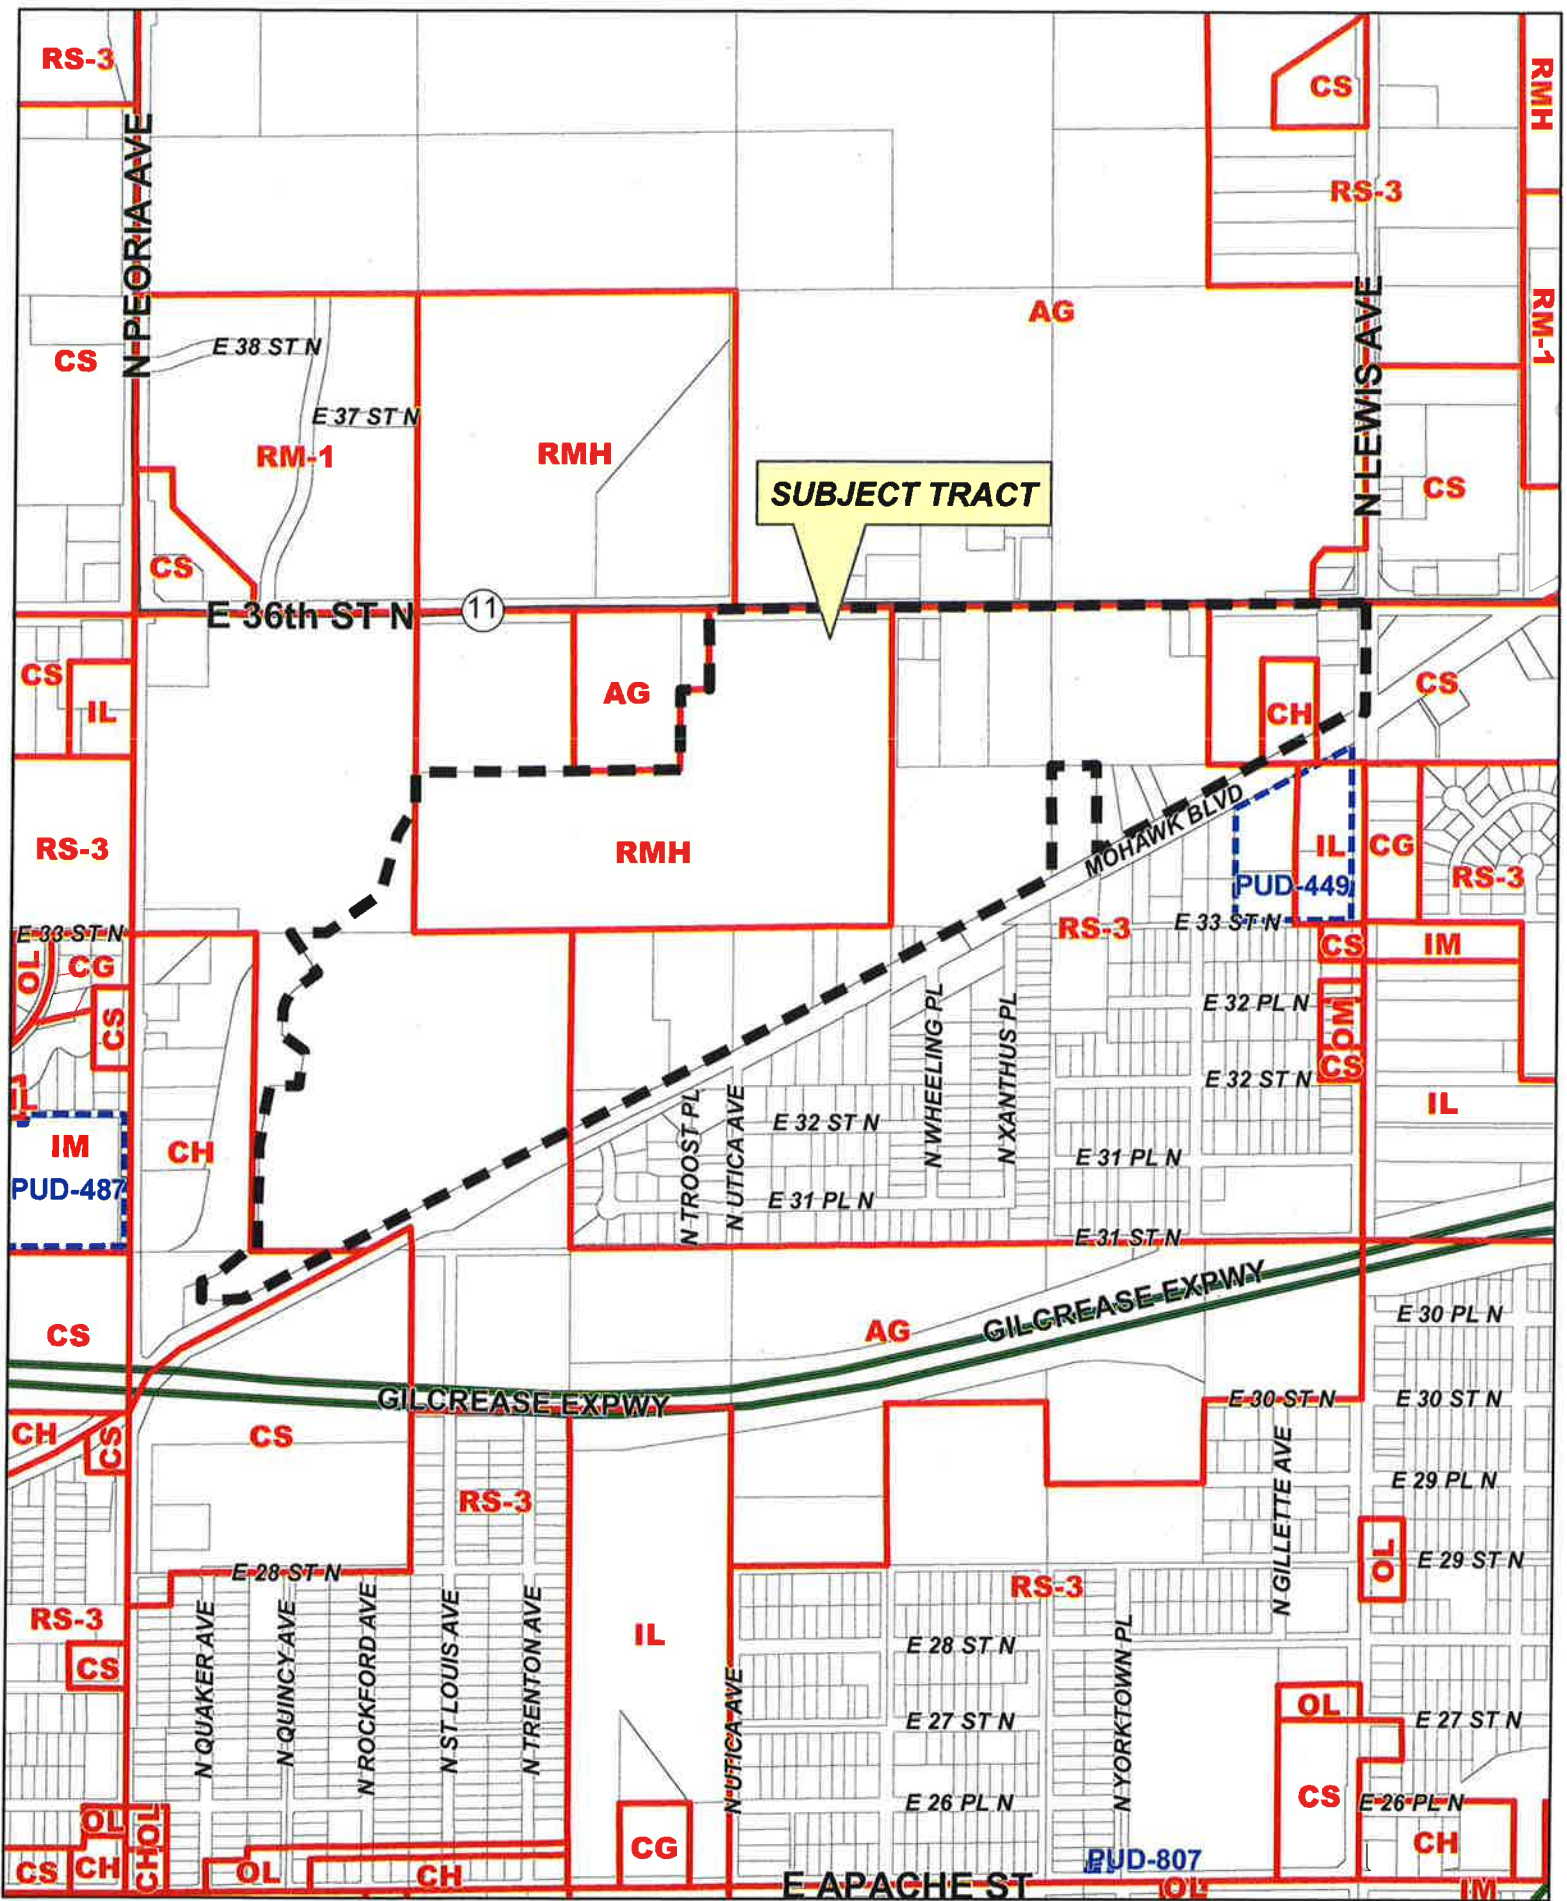 RS-3
CS
RMH
N PEORIA AVE
RS-3
AG
N LEWIS AVE
RM-1
E 38 ST N
CS
E 37 ST N
RM-1
RMH
SUBJECT TRACT
CS
CS
E 36th ST N
11
CS
IL
AG
CH
CS
RS-3
RMH
MOHAWK BLVD
IL
CG
PUD-449
RS-3
E 33 ST N
RS-3
E 33 ST N
OL
CG
CS
IM
CS
N WHEELING PL
N XANTHUS PL
E 32 PL N
OM
CS
E 32 ST N
IL
IL
N TROOST PL
N UTICA AVE
E 32 ST N
IM
CH
E 31 PL N
PUD-487
E 31 PL N
E 31 ST N
GILCREASE EXPWY
CS
AG
E 30 PL N
GILCREASE EXPWY
E 30 ST N
E 30 ST N
CH
CS
CS
RS-3
N GILLETTE AVE
E 29 PL N
OL
E 29 ST N
E 28 ST N
RS-3
RS-3
IL
E 28 ST N
CS
N QUAKER AVE
N QUINCY AVE
N ROCKFORD AVE
N ST LOUIS AVE
N TRENTON AVE
N UTICA AVE
N YORKTOWN PL
OL
E 27 ST N
E 27 ST N
CS
E 26 PL N
E 26 PL N
OL
CHOL
CG
CH
CS
CH
OL
CH
PUD-807
E APACHE ST
OL
IM